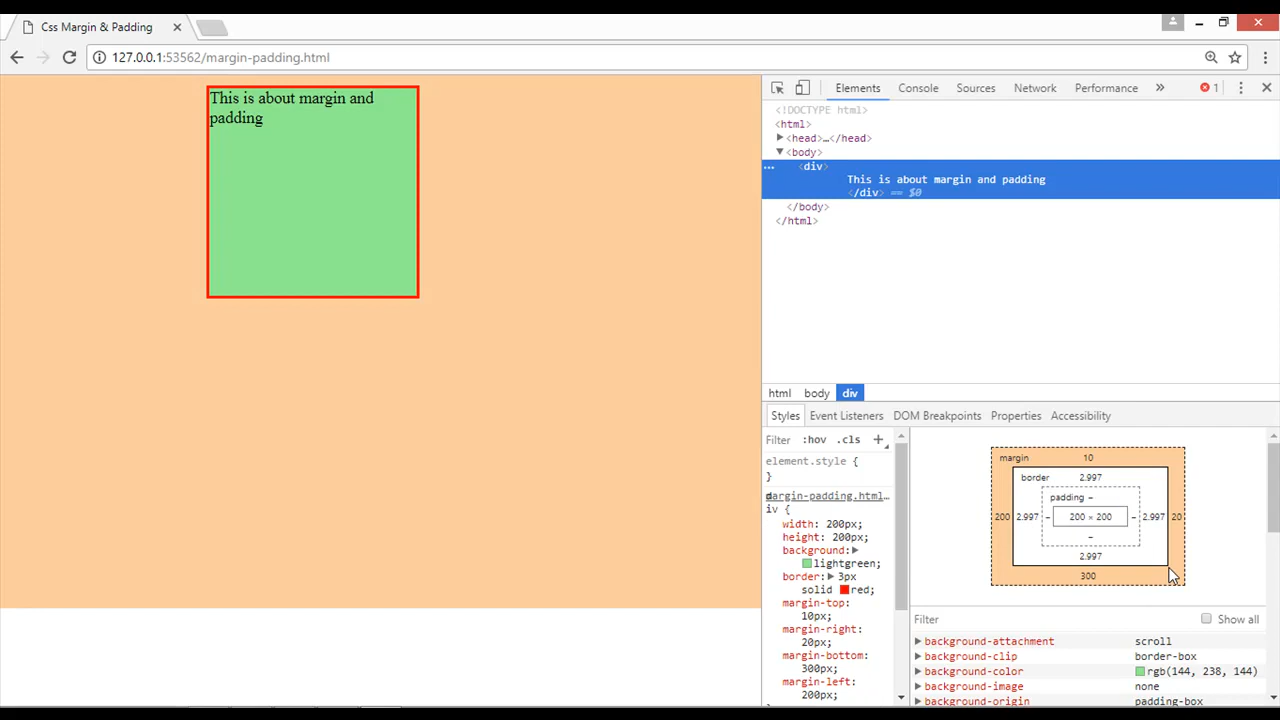 Css Margin & Padding
127.0.0.1:53562/margin-padding.html
This is about margin and
padding
Elements Console Sources Network Performance » 1
<!DOCTYPE html>
<html>
<head>…</head>
<body>
… <div>
This is about margin and padding
</div> == $0
</body>
</html>
html body div
Styles Event Listeners DOM Breakpoints Properties Accessibility
Filter :hov .cls +
element.style {
}
margin-padding.html…
div {
width: 200px;
height: 200px;
background:
lightgreen;
border: 3px
solid red;
margin-top:
10px;
margin-right:
20px;
margin-bottom:
300px;
margin-left:
200px;
margin 10
border 2.997
padding –
200 2.997 – 200 × 200 – 2.997 20
–
2.997
300
Filter Show all
background-attachment scroll
background-clip border-box
background-color rgb(144, 238, 144)
background-image none
background-origin padding-box